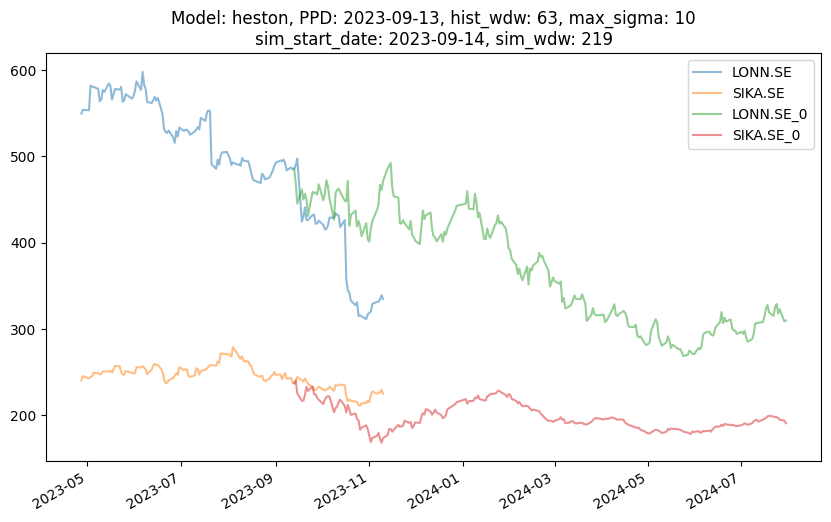 Model: heston, PPD: 2023-09-13, hist_wdw: 63, max_sigma: 10
sim_start_date: 2023-09-14, sim_wdw: 219
LONN.SE
SIKA.SE
LONN.SE_0
SIKA.SE_0
600
500
400
300
200
2023-05
2023-07
2023-09
2023-11
2024-01
2024-03
2024-05
2024-07